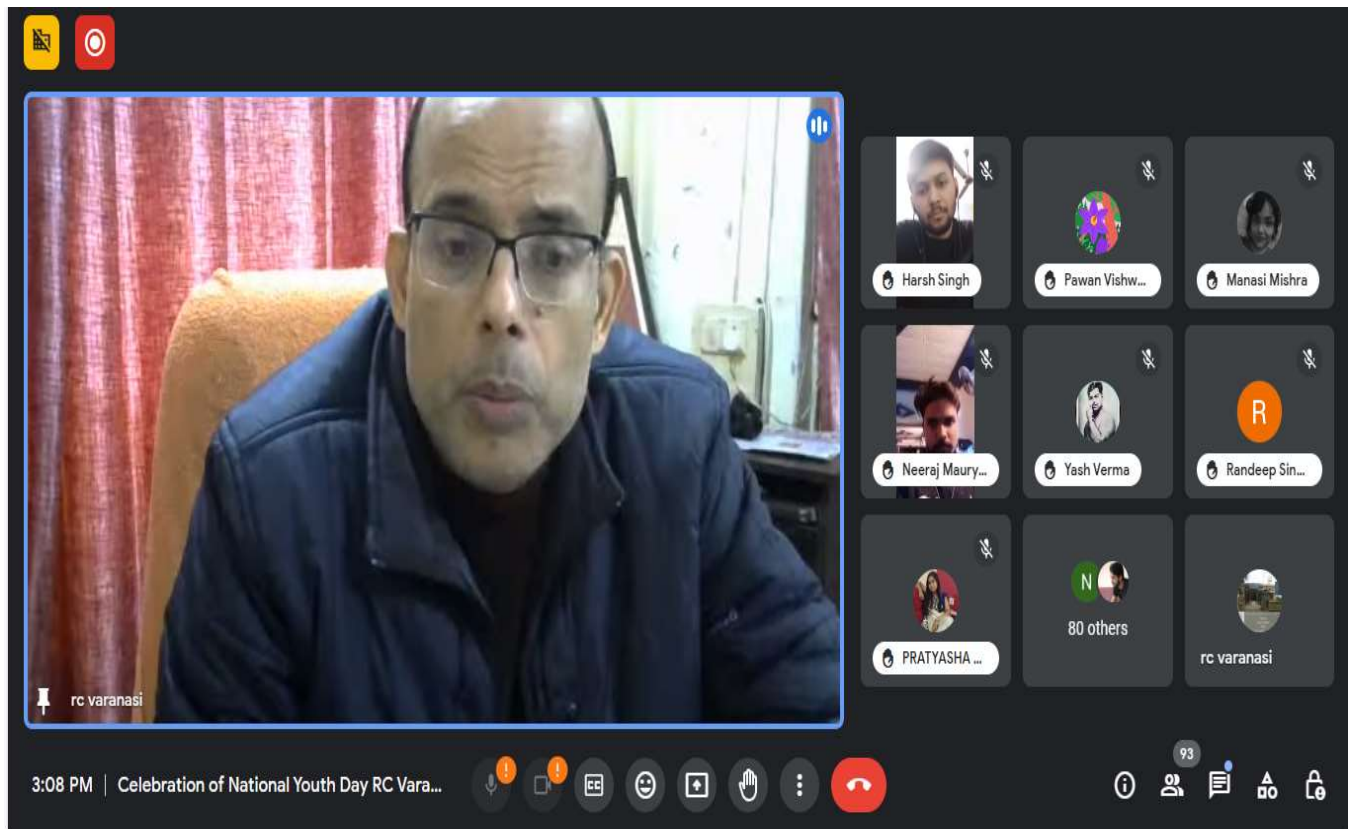 Harsh Singh
Pawan Vishw...
Manasi Mishra
Neeraj Maury...
Yash Verma
R
Randeep Sin...
PRATYASHA ...
N
80 others
rc varanasi
rc varanasi
3:08 PM | Celebration of National Youth Day RC Vara...
CC
93